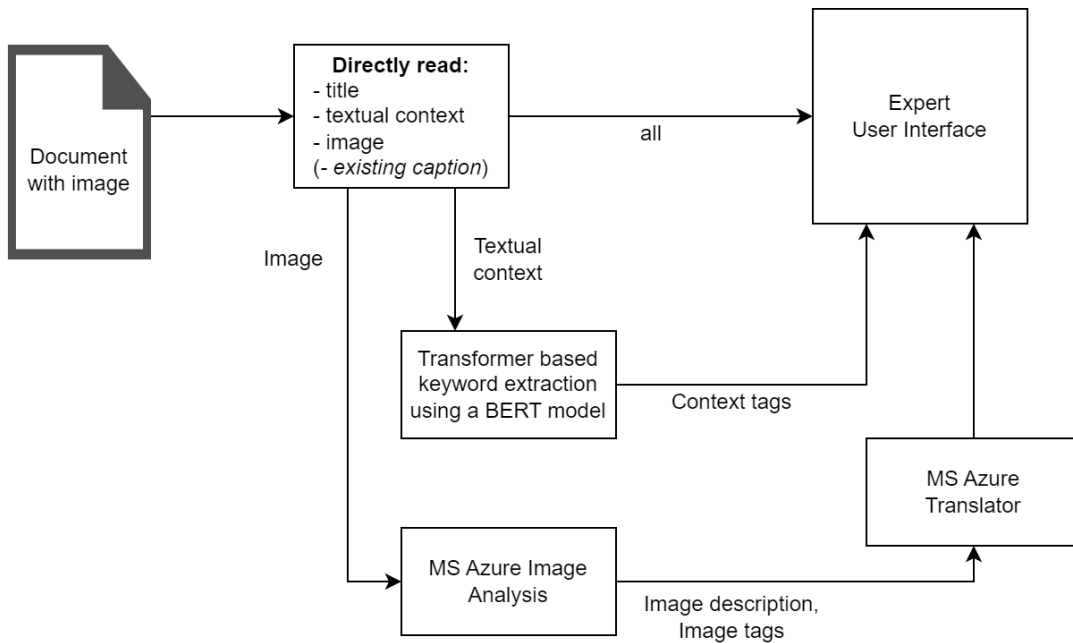 Document
with image
Directly read:
- title
- textual context
- image
(- existing caption)
all
Expert
User Interface
Image
Textual
context
Transformer based
keyword extraction
using a BERT model
Context tags
MS Azure
Translator
MS Azure Image
Analysis
Image description,
Image tags